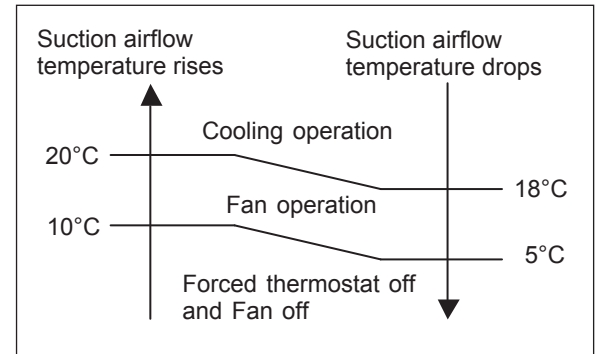 Suction airflow
temperature rises
Suction airflow
temperature drops
Cooling operation
20°C
18°C
Fan operation
10°C
5°C
Forced thermostat off
and Fan off